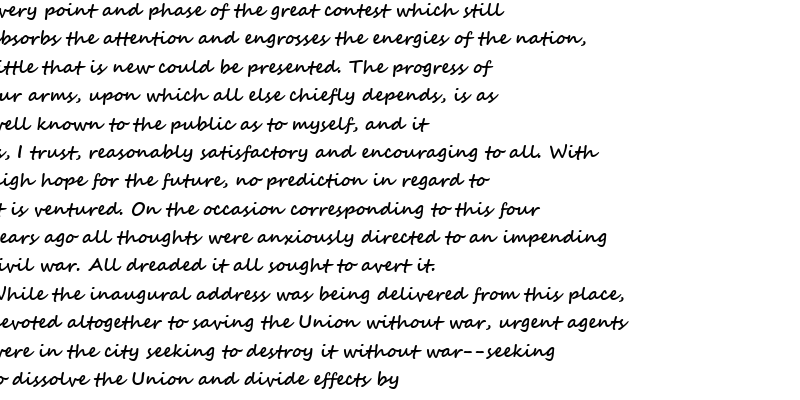 very point and phase of the great contest which still
bsorbs the attention and engrosses the energies of the nation,
ittle that is new could be presented. The progress of
ur arms, upon which all else chiefly depends, is as
vell known to the public as to myself, and it
s, I trust, reasonably satisfactory and encouraging to all. With
igh hope for the future, no prediction in regard to
t is ventured. On the occasion corresponding to this four
ears ago all thoughts were anxiously directed to an impending
ivil war. All dreaded it all sought to avert it.
While the inaugural address was being delivered from this place,
evoted altogether to saving the Union without war, urgent agents
vere in the city seeking to destroy it without war--seeking
o dissolve the Union and divide effects by